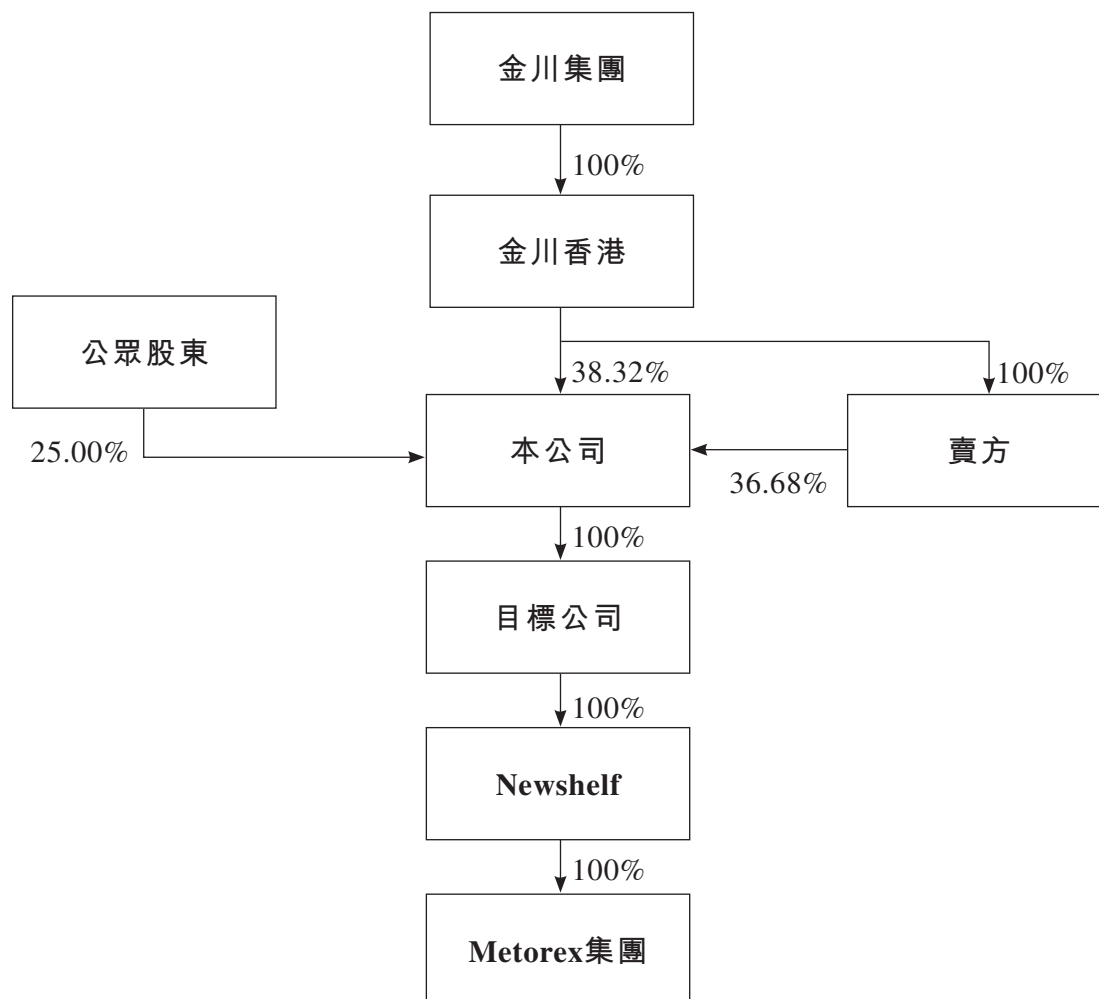 金川集團
100%
金川香港
公眾股東
38.32%
100%
25.00%
本公司
36.68%
賣方
100%
目標公司
100%
Newshelf
100%
Metorex集團